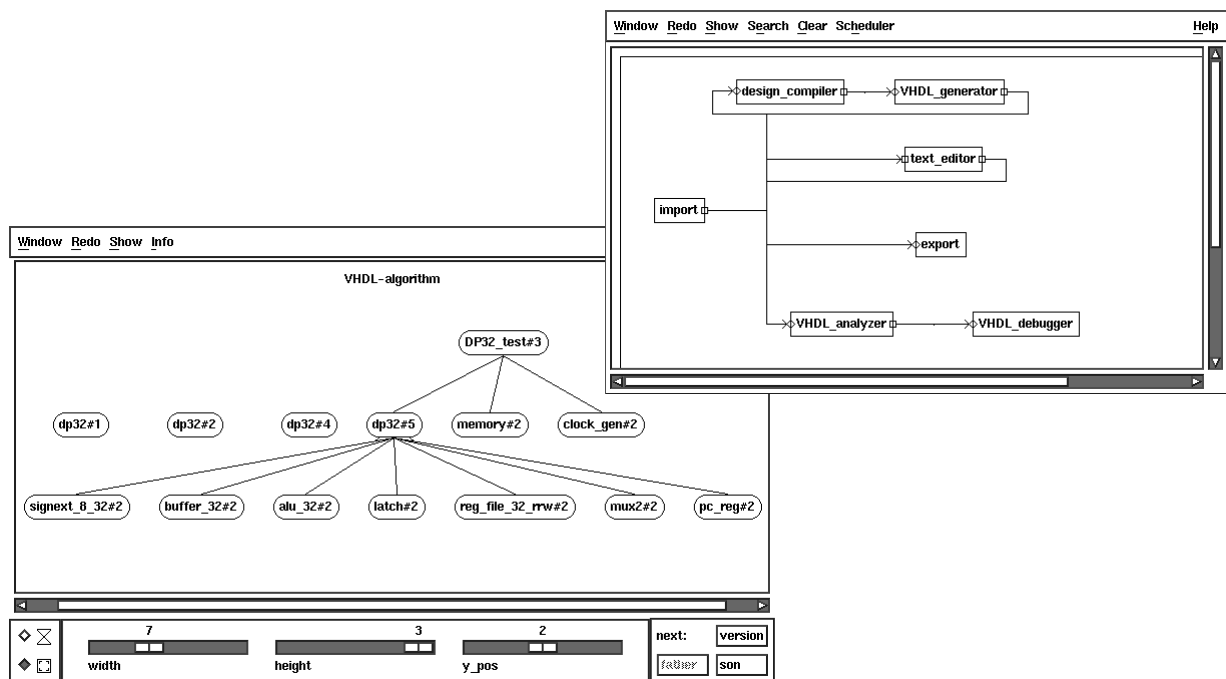 Window Redo Show Search Clear Scheduler Help
design_compiler VHDL_generator
text_editor
import
export
VHDL_analyzer VHDL_debugger
Window Redo Show Info
VHDL-algorithm
DP32_test#3
dp32#1 dp32#2 dp32#4 dp32#5 memory#2 clock_gen#2
signext_8_32#2 buffer_32#2 alu_32#2 latch#2 reg_file_32_rrw#2 mux2#2 pc_reg#2
7 3 2
width height y_pos
next: version
father son